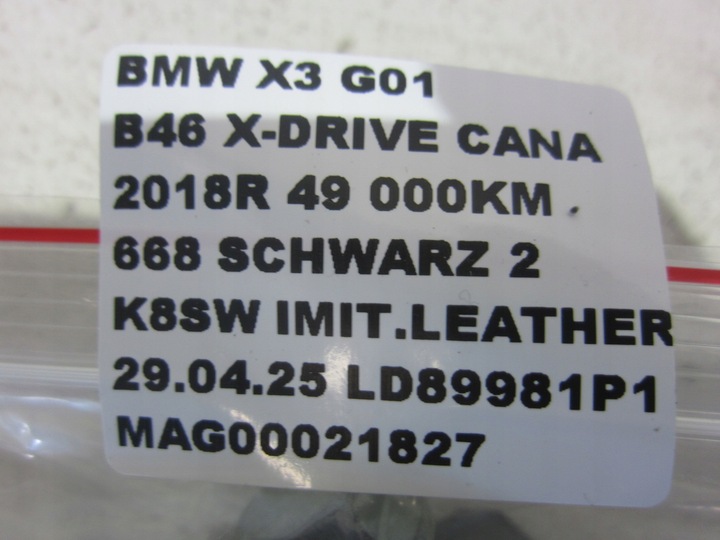 BMW X3 G01
B46 X-DRIVE CANA
2018R 49 000KM
668 SCHWARZ 2
K8SW IMIT.LEATHER
29.04.25 LD89981P1
MAG00021827